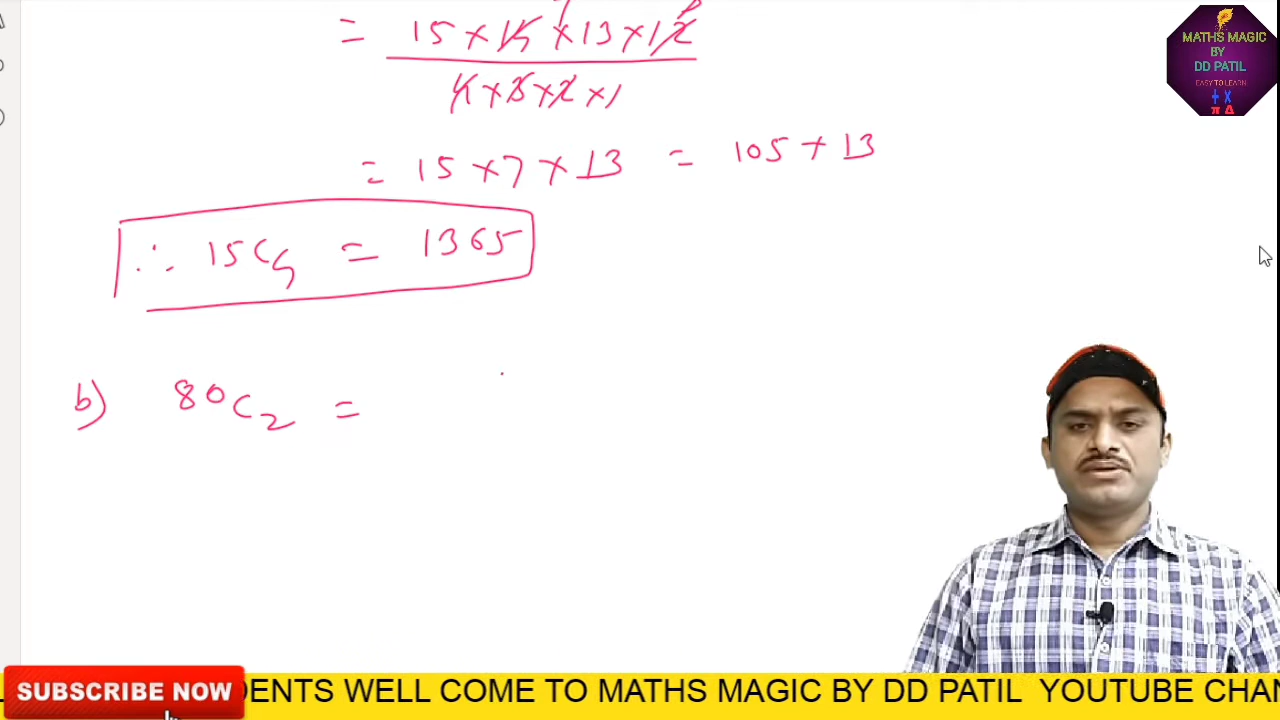 = 15 × 14 × 13 × 12
4 × 3 × 2 × 1
= 15 × 7 × 13 = 105 × 13
∴ 15C4 = 1365
b) 80C2 =
MATHS MAGIC
BY
DD PATIL
EASY TO LEARN
+ X
π Δ
SUBSCRIBE NOW
DENTS WELL COME TO MATHS MAGIC BY DD PATIL YOUTUBE CHAN